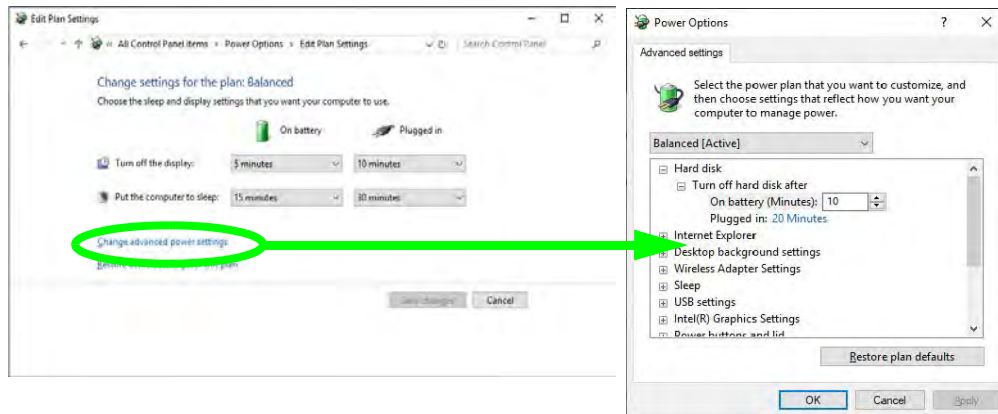 Edit Plan Settings
All Control Panel Items Power Options Edit Plan Settings
Search Control Panel
Change settings for the plan: Balanced
Choose the sleep and display settings that you want your computer to use.
On battery Plugged in
Turn off the display: 5 minutes 10 minutes
Put the computer to sleep: 15 minutes 30 minutes
Change advanced power settings
plan
Save changes Cancel
Power Options
Advanced settings
Select the power plan that you want to customize, and
then choose settings that reflect how you want your
computer to manage power.
Balanced [Active]
Hard disk
Turn off hard disk after
On battery (Minutes): 10
Plugged in: 20 Minutes
Internet Explorer
Desktop background settings
Wireless Adapter Settings
Sleep
USB settings
Intel(R) Graphics Settings
Power buttons and lid
Restore plan defaults
OK Cancel Apply